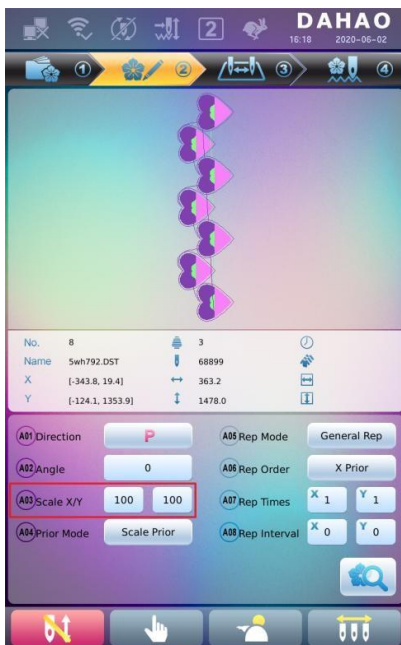 DAHAO
2
16:18 2020-06-02
1 2 3 4
No. 8 3
Name 5wh792.DST 68899
X [-343.8, 19.4] 363.2
Y [-124.1, 1353.9] 1478.0
A01 Direction P A05 Rep Mode General Rep
A02 Angle 0 A06 Rep Order X Prior
A03 Scale X/Y 100 100 A07 Rep Times X 1 Y 1
A04 Prior Mode Scale Prior A08 Rep Interval X 0 Y 0